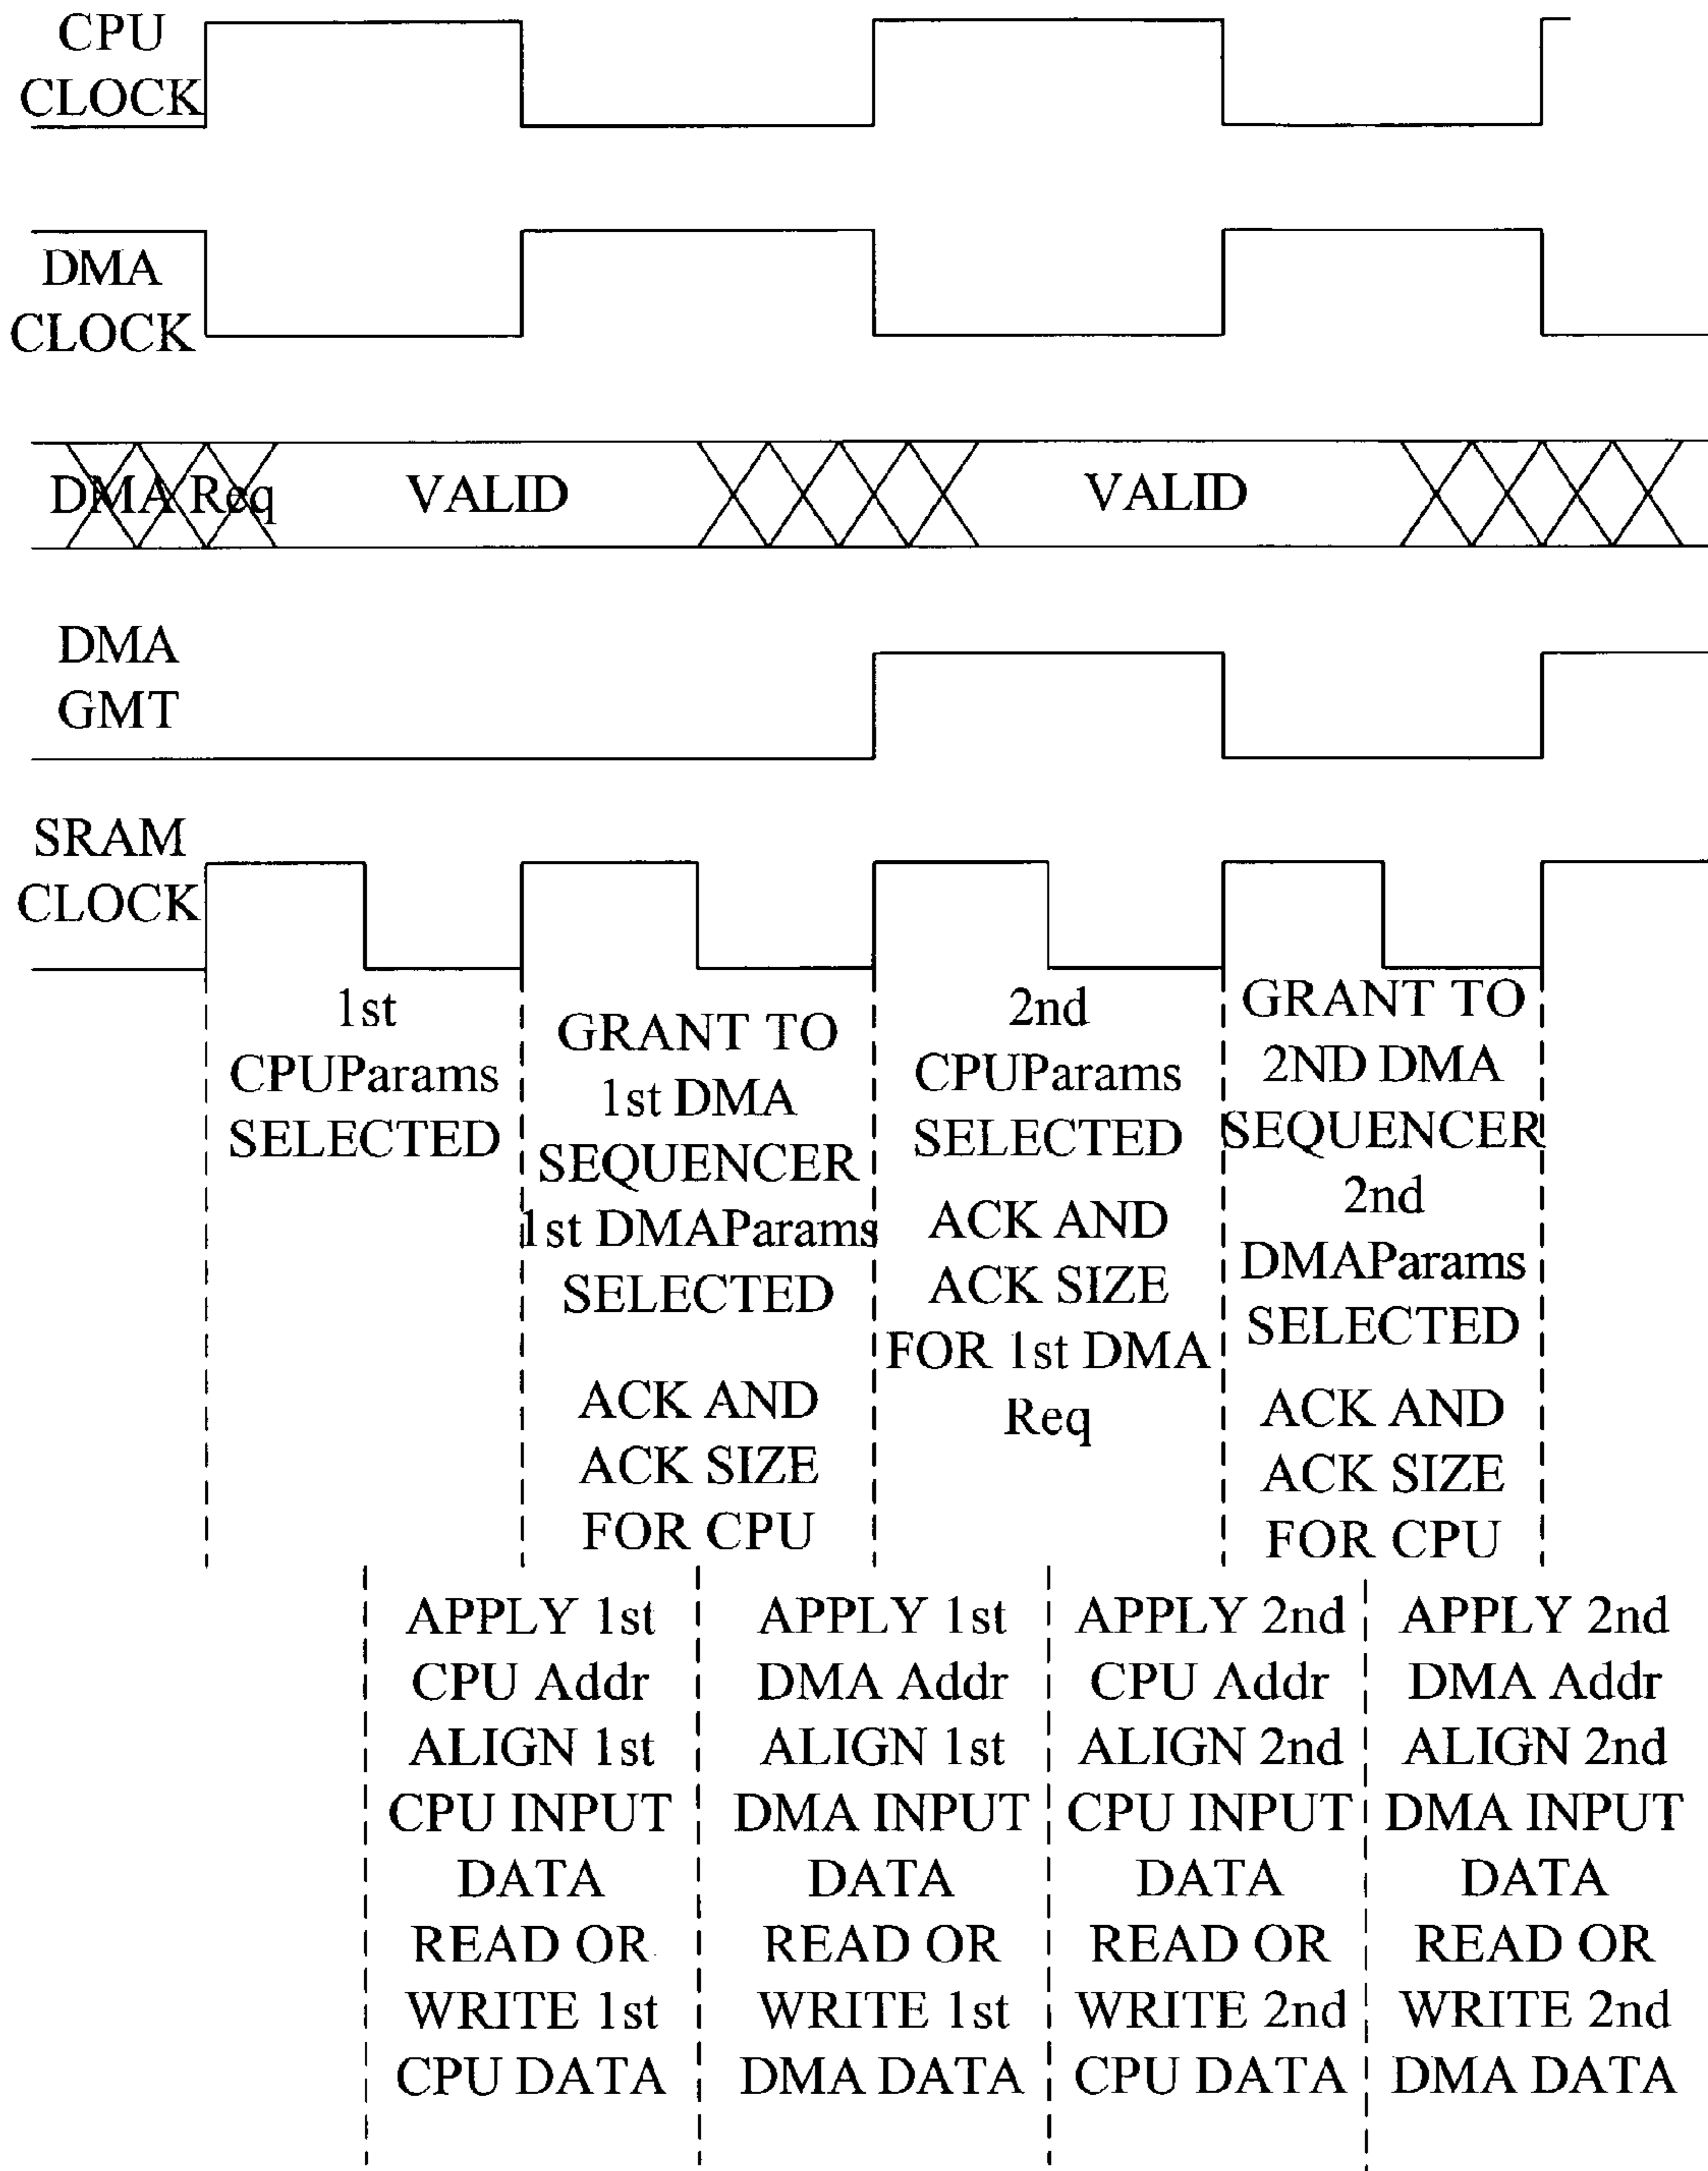 CPU
CLOCK
DMA
CLOCK
DMA Req
VALID
VALID
DMA
GMT
SRAM
CLOCK
1st
CPUParams
SELECTED
GRANT TO
1st DMA
SEQUENCER
1st DMAParams
SELECTED
ACK AND
ACK SIZE
FOR CPU
2nd
CPUParams
SELECTED
ACK AND
ACK SIZE
FOR 1st DMA
Req
GRANT TO
2ND DMA
SEQUENCER
2nd
DMAParams
SELECTED
ACK AND
ACK SIZE
FOR CPU
APPLY 1st
CPU Addr
ALIGN 1st
CPU INPUT
DATA
READ OR
WRITE 1st
CPU DATA
APPLY 1st
DMA Addr
ALIGN 1st
DMA INPUT
DATA
READ OR
WRITE 1st
DMA DATA
APPLY 2nd
CPU Addr
ALIGN 2nd
CPU INPUT
DATA
READ OR
WRITE 2nd
CPU DATA
APPLY 2nd
DMA Addr
ALIGN 2nd
DMA INPUT
DATA
READ OR
WRITE 2nd
DMA DATA